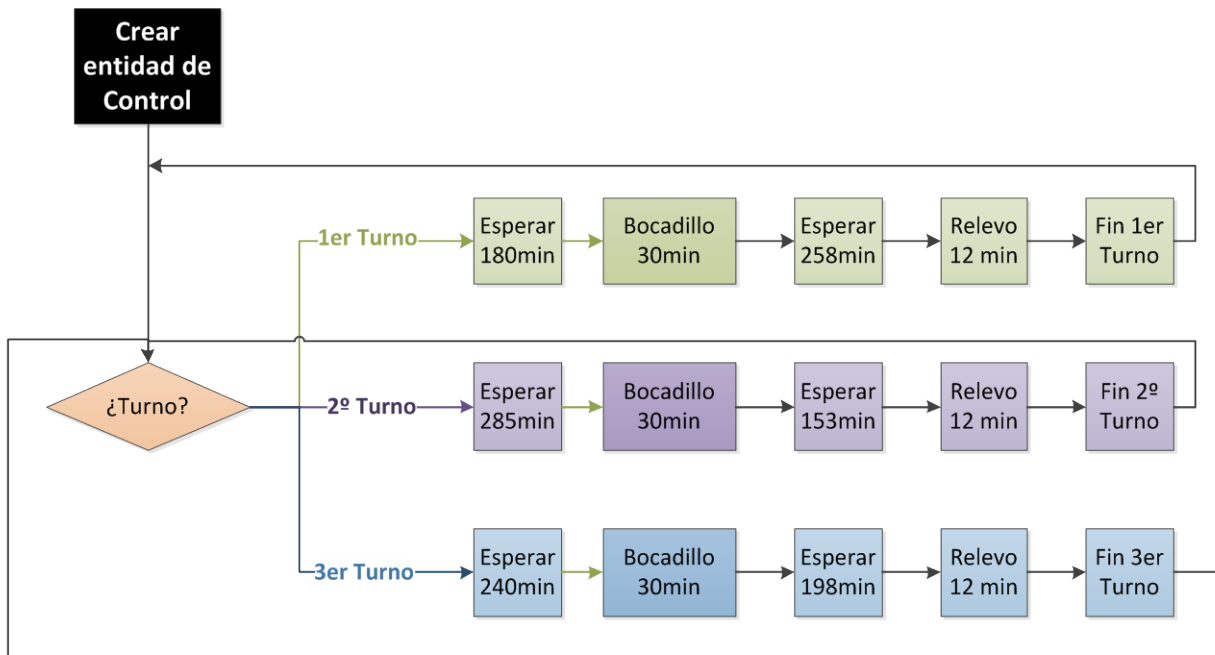 Crear
entidad de
Control
1er Turno
Esperar
180min
Bocadillo
30min
Esperar
258min
Relevo
12 min
Fin 1er
Turno
¿Turno?
2º Turno
Esperar
285min
Bocadillo
30min
Esperar
153min
Relevo
12 min
Fin 2º
Turno
3er Turno
Esperar
240min
Bocadillo
30min
Esperar
198min
Relevo
12 min
Fin 3er
Turno